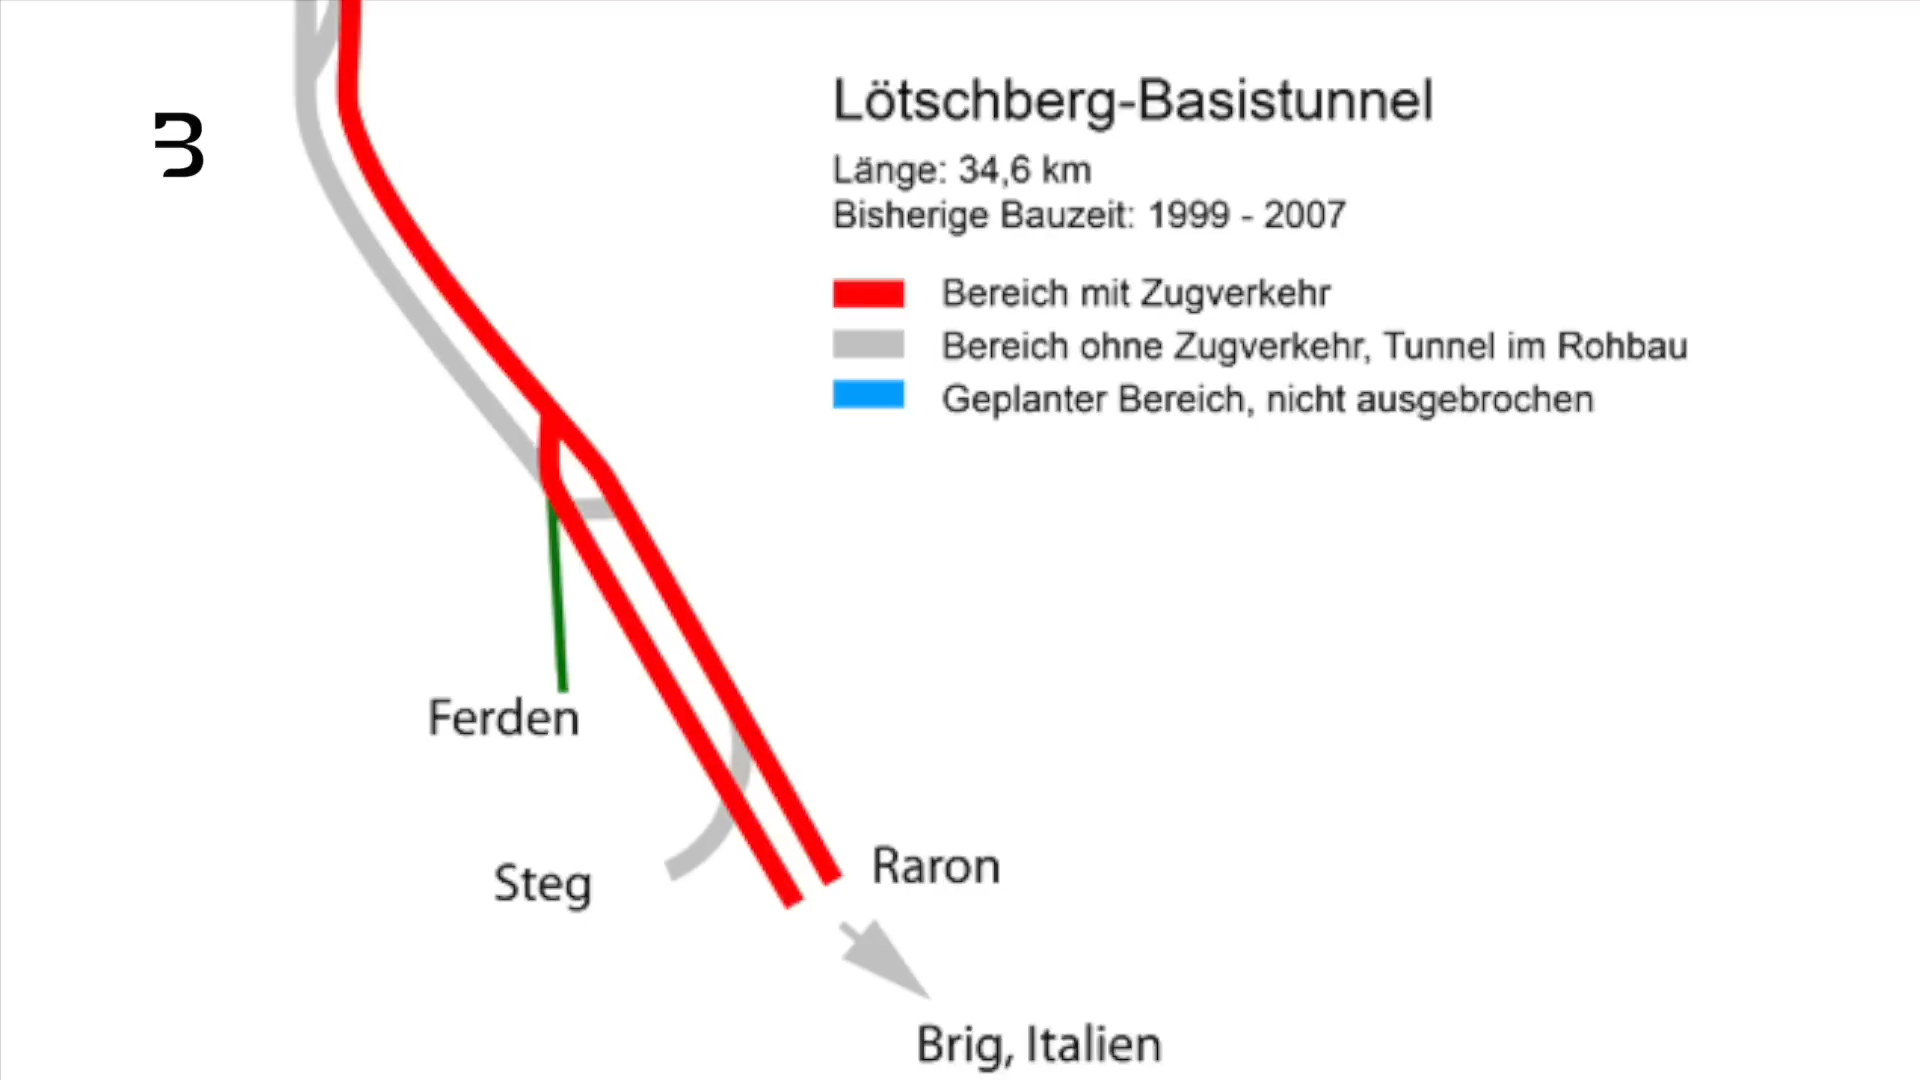 3
Lötschberg-Basistunnel
Länge: 34,6 km
Bisherige Bauzeit: 1999 - 2007
Bereich mit Zugverkehr
Bereich ohne Zugverkehr, Tunnel im Rohbau
Geplanter Bereich, nicht ausgebrochen
Ferden
Steg
Raron
Brig, Italien